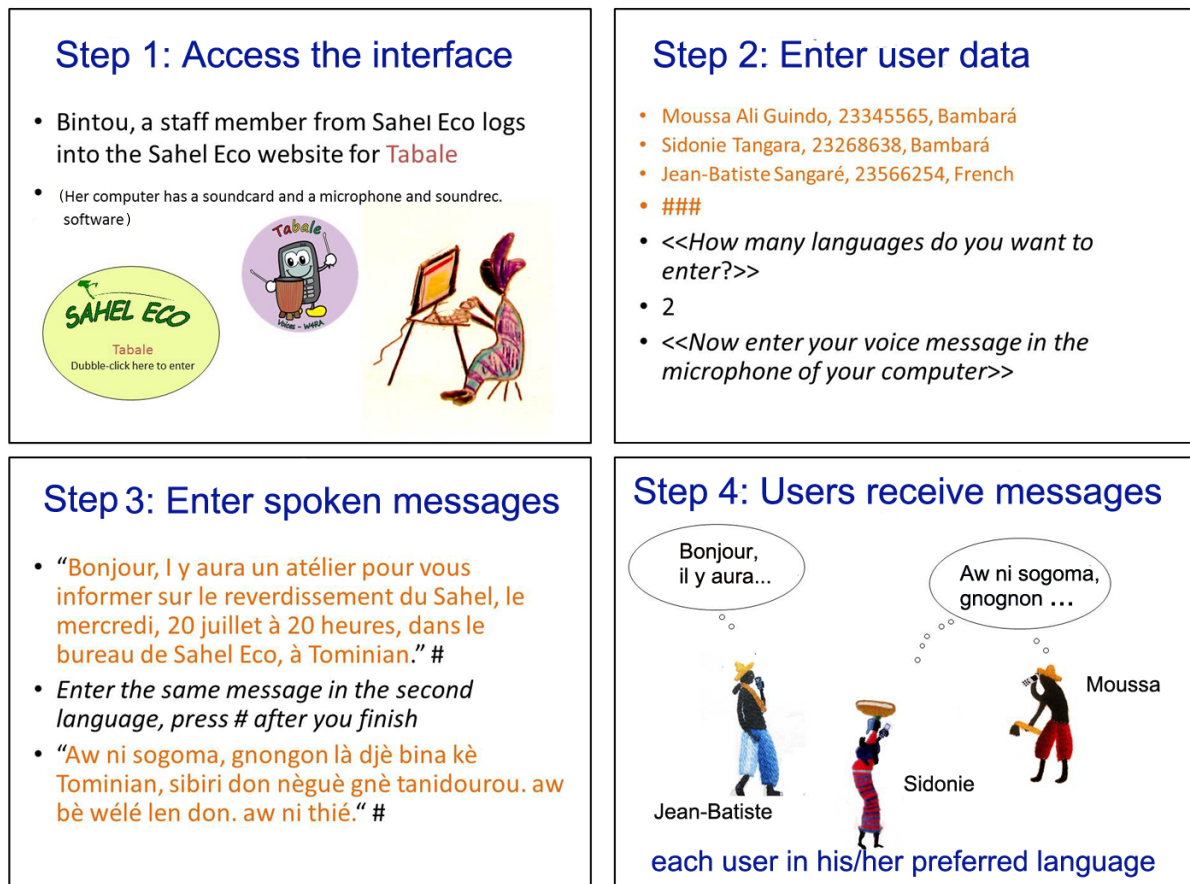 Step 1: Access the interface
• Bintou, a staff member from Sahel Eco logs
into the Sahel Eco website for Tabale
• (Her computer has a soundcard and a microphone and soundrec.
software)
Tabale
Voices - W4RA
SAHEL ECO
Tabale
Dubble-click here to enter
Step 2: Enter user data
• Moussa Ali Guindo, 23345565, Bambará
• Sidonie Tangara, 23268638, Bambará
• Jean-Batiste Sangaré, 23566254, French
• ###
• <<How many languages do you want to
enter?>>
• 2
• <<Now enter your voice message in the
microphone of your computer>>
Step 3: Enter spoken messages
• “Bonjour, I y aura un atélier pour vous
informer sur le reverdissement du Sahel, le
mercredi, 20 juillet à 20 heures, dans le
bureau de Sahel Eco, à Tominian.” #
• Enter the same message in the second
language, press # after you finish
• “Aw ni sogoma, gnongon là djè bina kè
Tominian, sibiri don nèguè gnè tanidourou. aw
bè wélé len don. aw ni thié.“ #
Step 4: Users receive messages
Bonjour,
il y aura...
Aw ni sogoma,
gnognon ...
Moussa
Sidonie
Jean-Batiste
each user in his/her preferred language